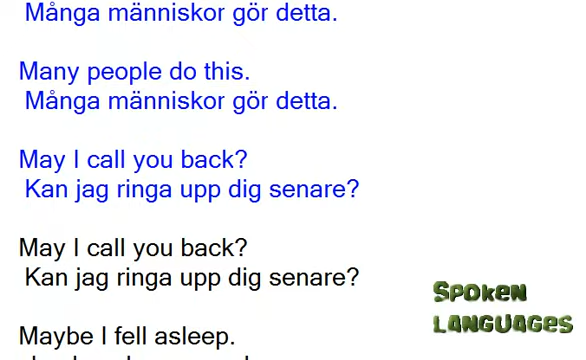 Många människor gör detta.
Many people do this.
Många människor gör detta.
May I call you back?
Kan jag ringa upp dig senare?
May I call you back?
Kan jag ringa upp dig senare?
Maybe I fell asleep.
Spoken
Languages